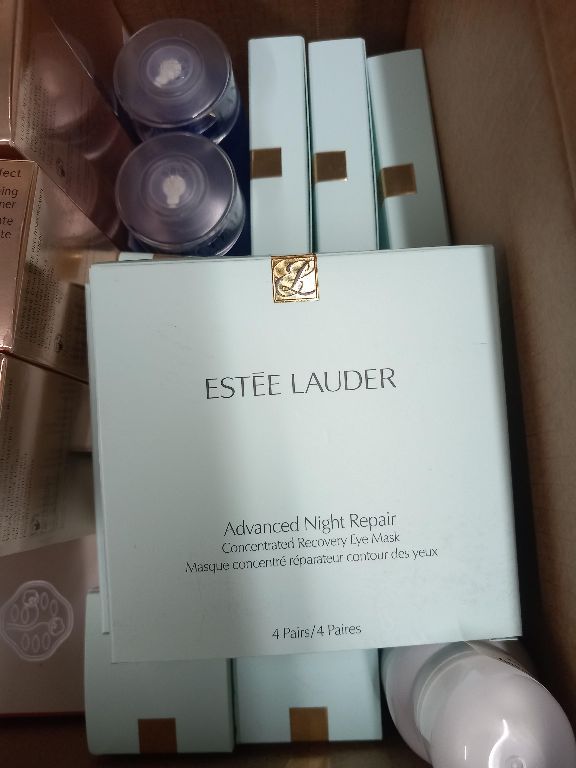 ESTĒE LAUDER
Advanced Night Repair
Concentrated Recovery Eye Mask
Masque concentré réparateur contour des yeux
4 Pairs/4 Paires